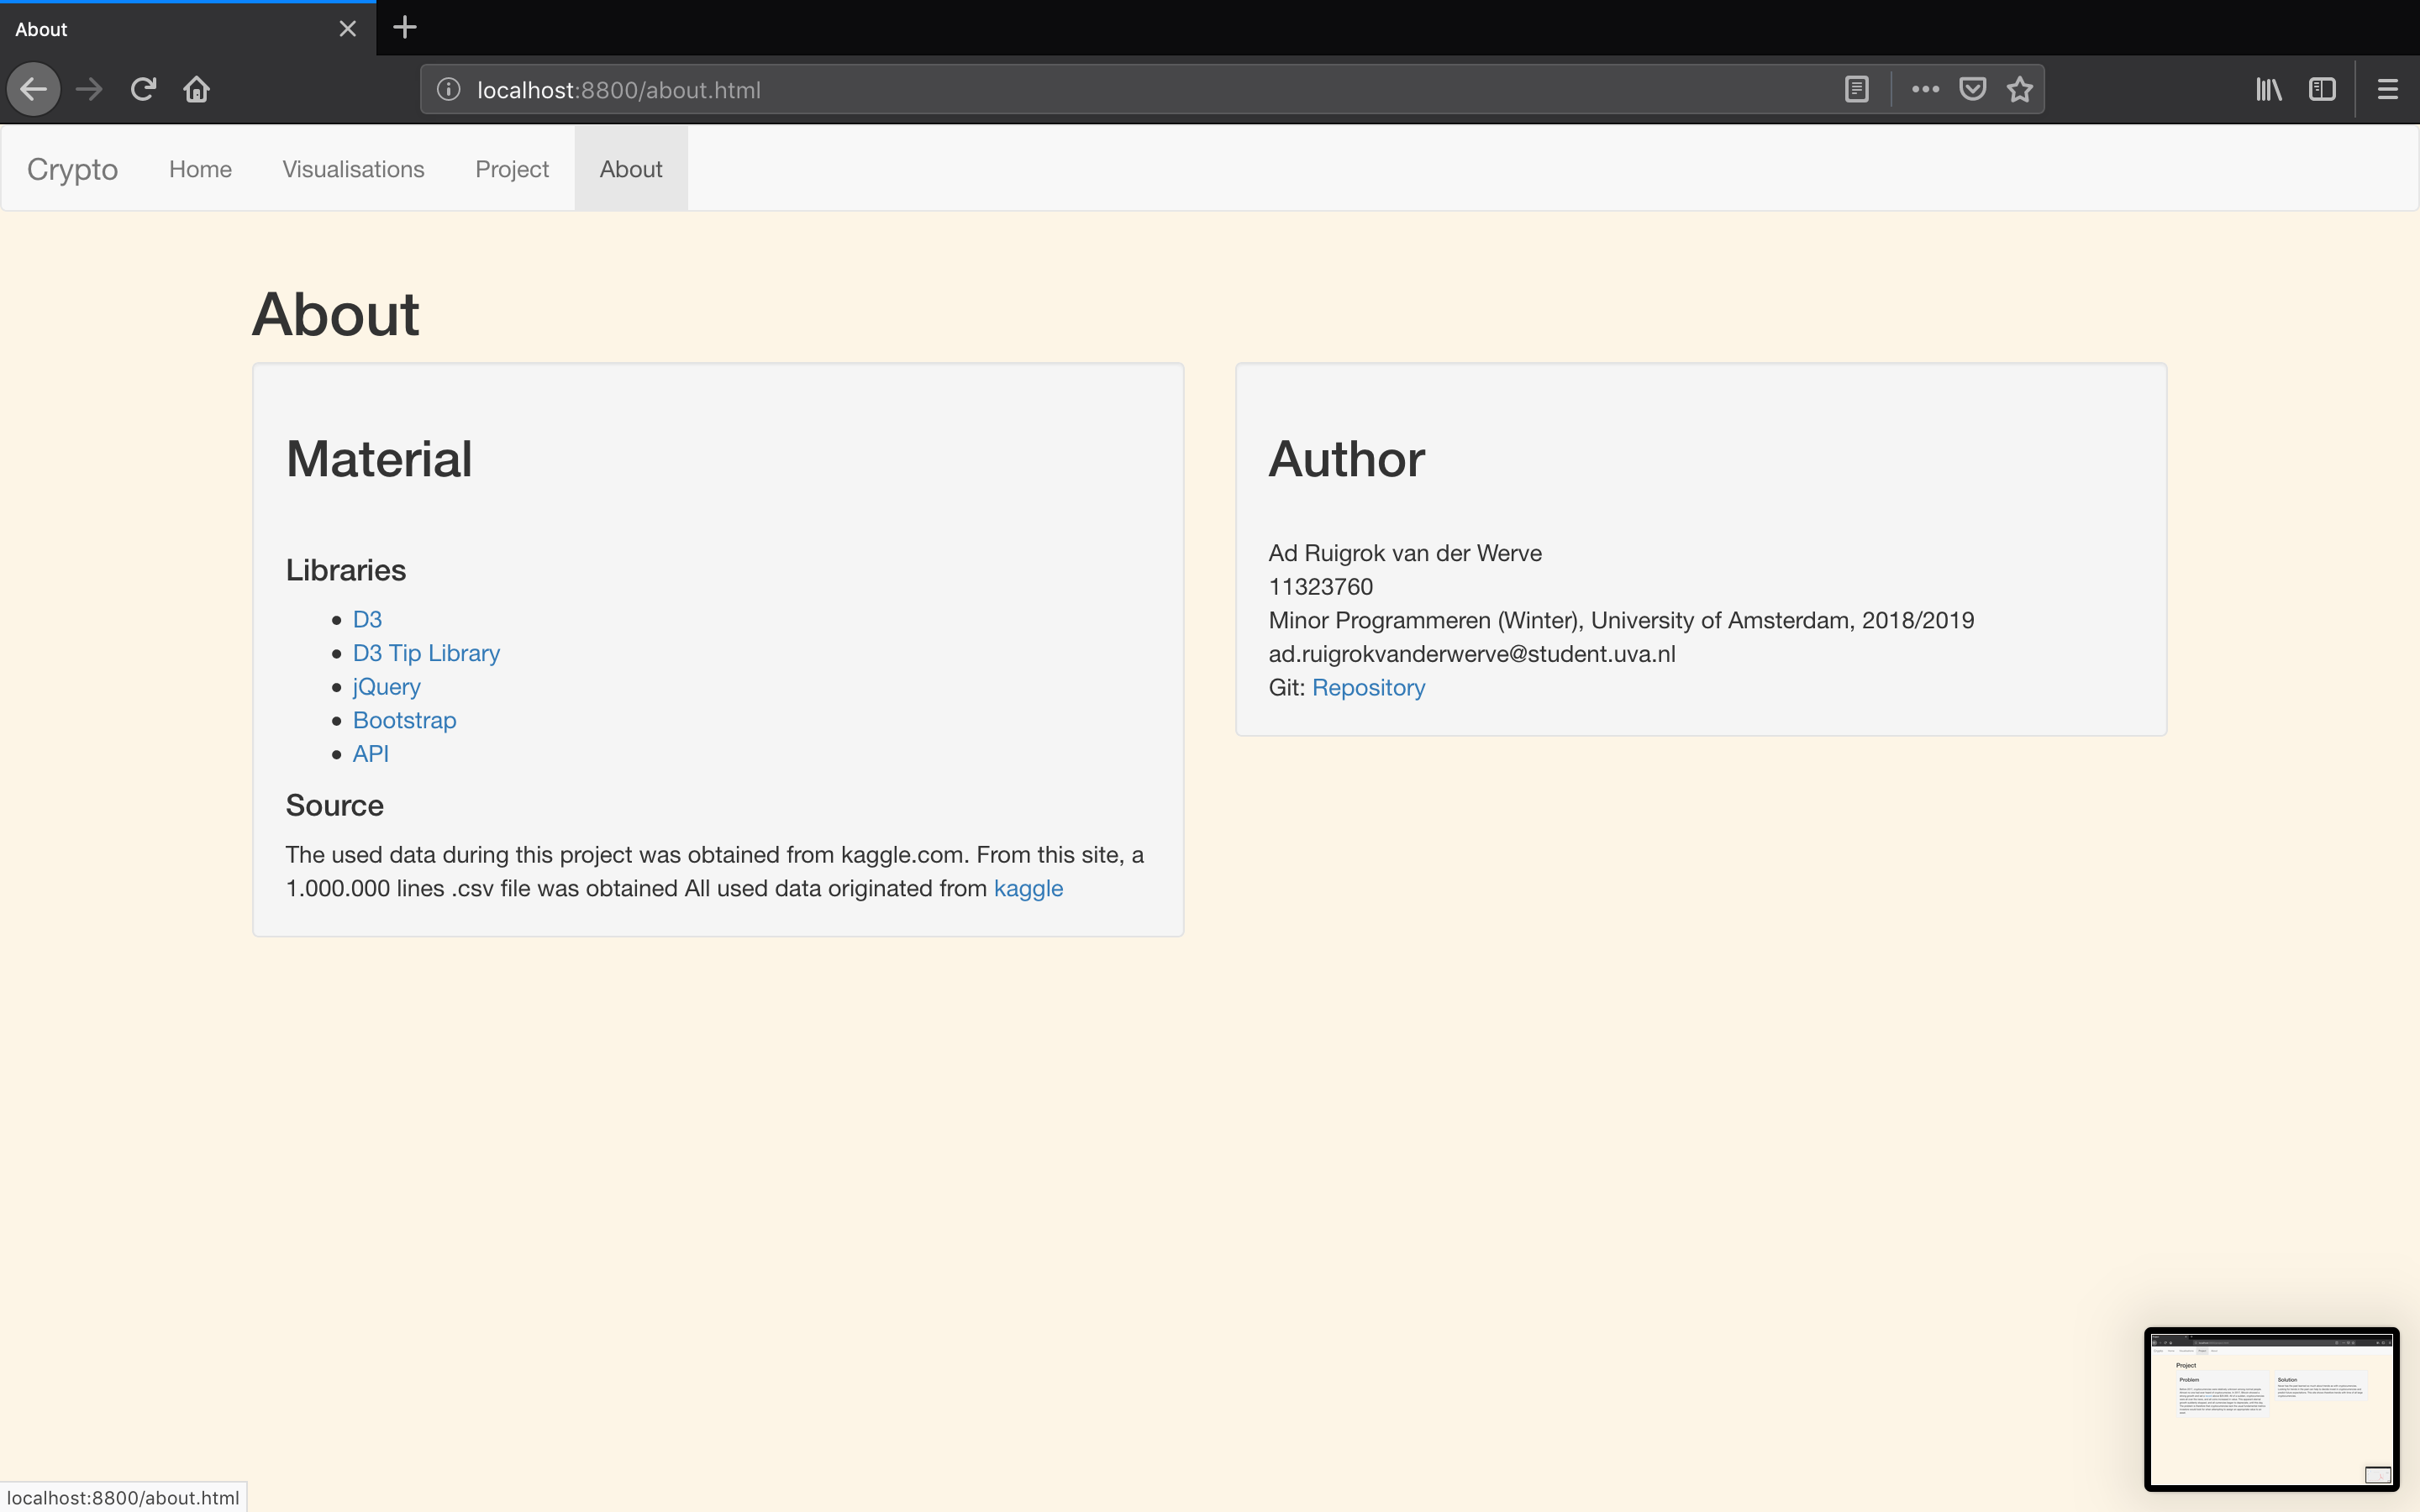 About
localhost:8800/about.html
Crypto Home Visualisations Project About
About
Material
Libraries
D3
D3 Tip Library
jQuery
Bootstrap
API
Source
The used data during this project was obtained from kaggle.com. From this site, a
1.000.000 lines .csv file was obtained All used data originated from kaggle
Author
Ad Ruigrok van der Werve
11323760
Minor Programmeren (Winter), University of Amsterdam, 2018/2019
ad.ruigrokvanderwerve@student.uva.nl
Git: Repository
Project
Problem
Solution
localhost:8800/about.html